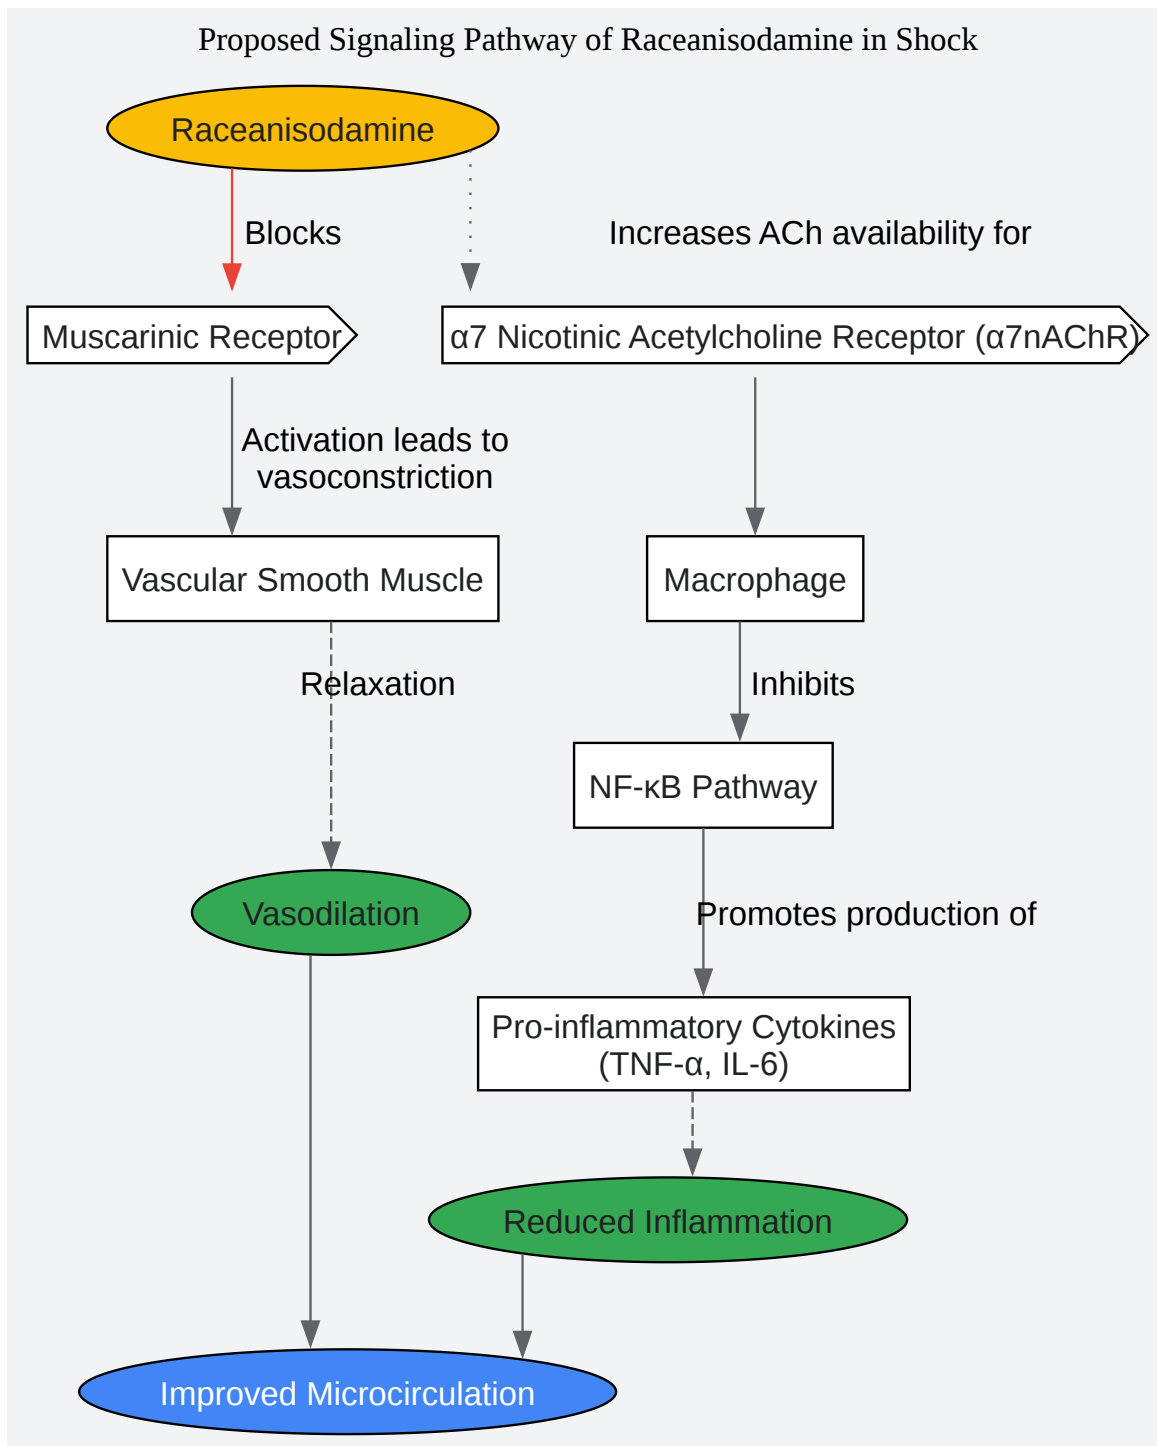 Proposed Signaling Pathway of Raceanisodamine in Shock
Raceanisodamine
Blocks
Increases ACh availability for
Muscarinic Receptor
α7 Nicotinic Acetylcholine Receptor (α7nAChR)
Activation leads to
vasoconstriction
Vascular Smooth Muscle
Macrophage
Relaxation
Inhibits
NF-κB Pathway
Vasodilation
Promotes production of
Pro-inflammatory Cytokines
(TNF-α, IL-6)
Reduced Inflammation
Improved Microcirculation